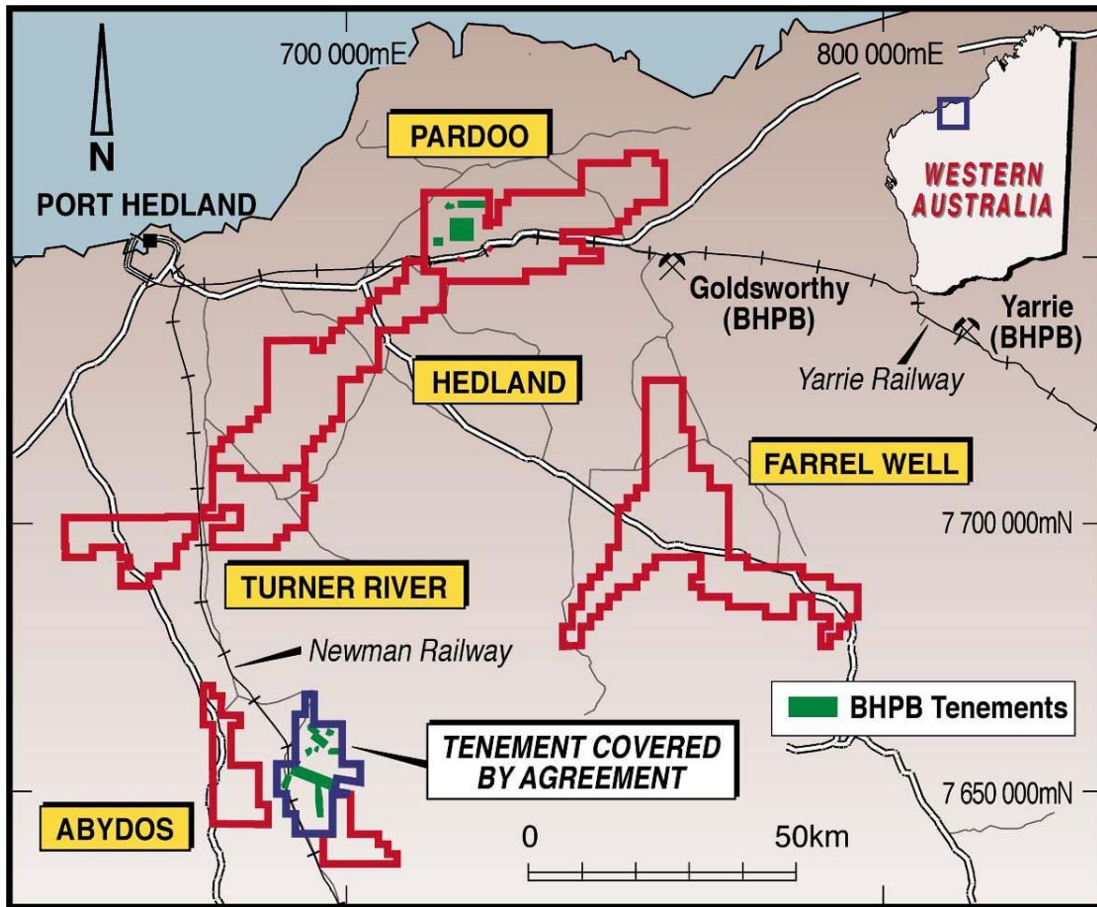 700 000mE
800 000mE
N
PARDOO
WESTERN
AUSTRALIA
PORT HEDLAND
Goldsworthy
(BHPB)
Yarrie
(BHPB)
Yarrie Railway
HEDLAND
FARREL WELL
7 700 000mN
TURNER RIVER
Newman Railway
BHPB Tenements
TENEMENT COVERED
BY AGREEMENT
7 650 000mN
ABYDOS
0
50km